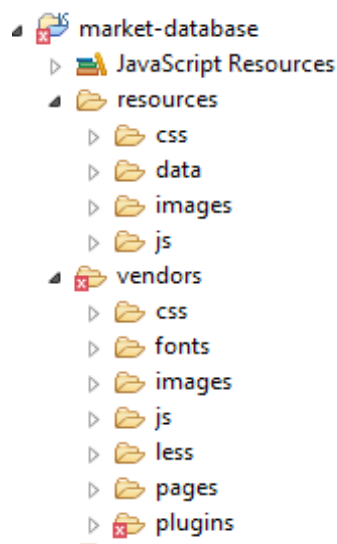 market-database
JavaScript Resources
resources
css
data
images
js
vendors
css
fonts
images
js
less
pages
plugins